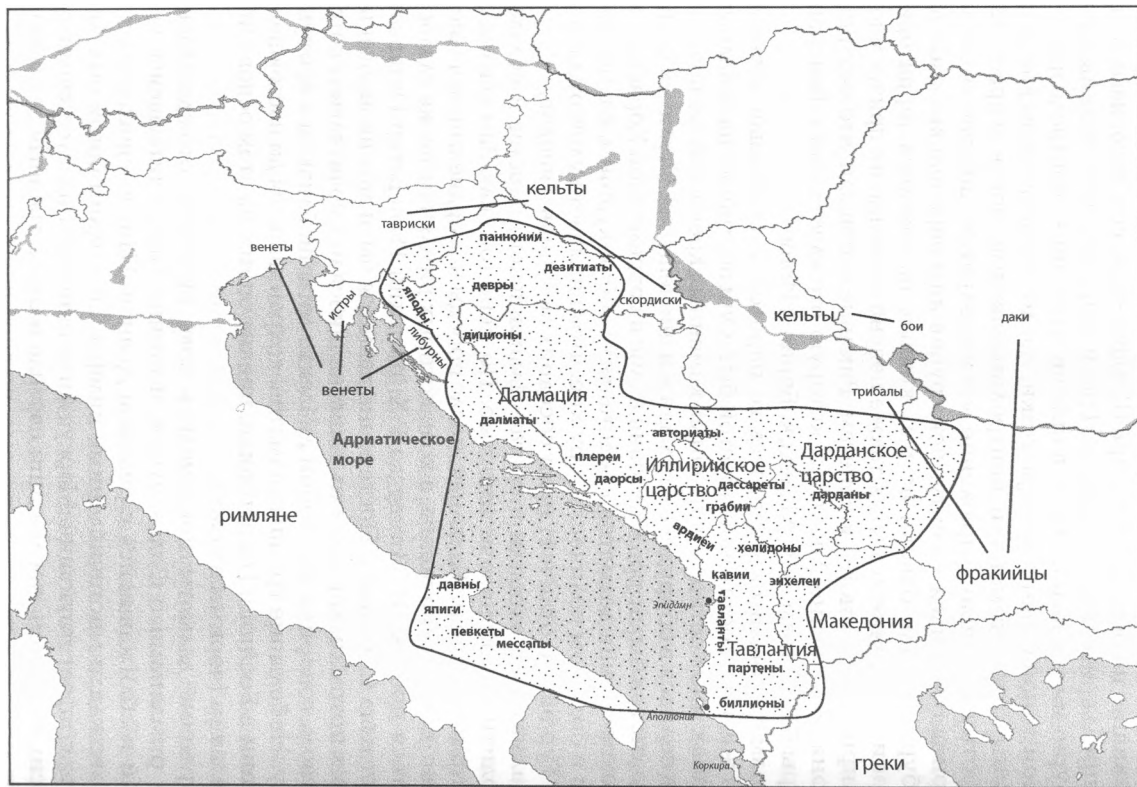 кельты
тавриски
паннонии
венеты
дезитиаты
девры
яподы
истры
скордиски
кельты
бои
даки
либурны
диционы
венеты
Далмация
трибалы
далматы
Адриатическое
море
авториаты
плереи
Иллирийское
царство
Дарданское
царство
даорсы
дассареты
дарданы
грабии
римляне
ардиеи
хелидоны
кавии
энхелеи
фракийцы
давны
япиги
Эпидамн
тавланты
Македония
певкеты
мессапы
Тавлантия
партены
биллионы
Аполлония
Коркира
греки